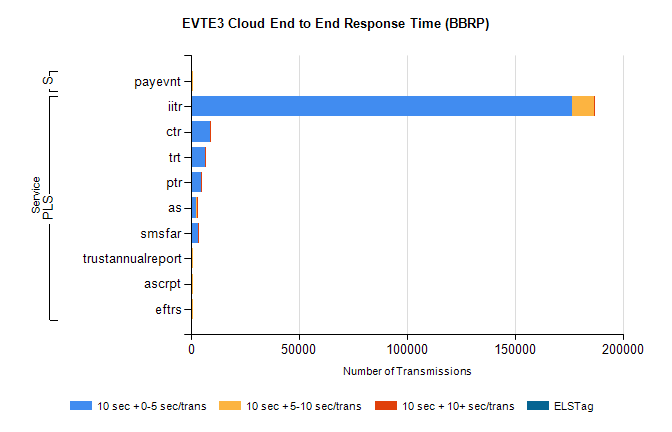 EVTE3 Cloud End to End Response Time (BBRP)
S
payevnt
iitr
ctr
trt
ptr
Service
PLS
as
smsfar
trustannualreport
ascrpt
eftrs
0 50000 100000 150000 200000
Number of Transmissions
10 sec +0-5 sec/trans 10 sec +5-10 sec/trans 10 sec + 10+ sec/trans ELSTag